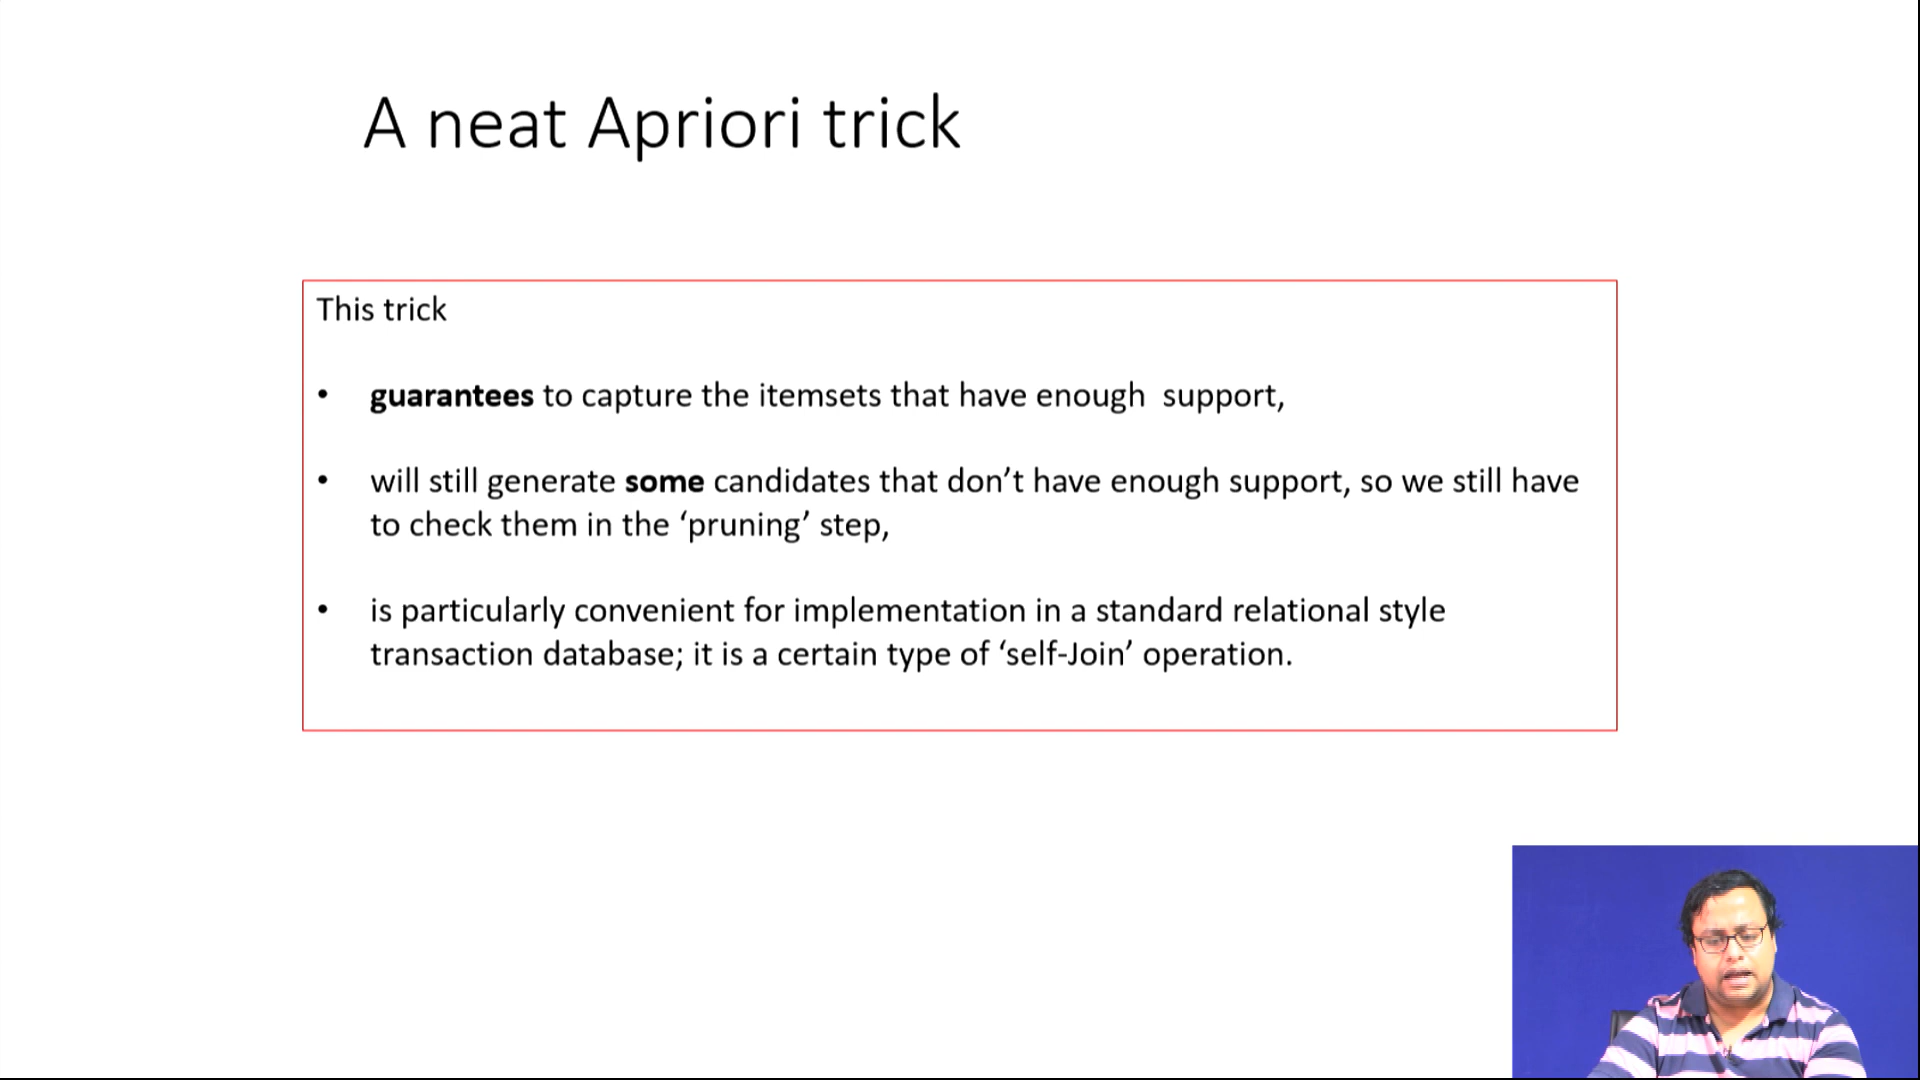 A neat Apriori trick
This trick
• guarantees to capture the itemsets that have enough support,
• will still generate some candidates that don’t have enough support, so we still have
to check them in the ‘pruning’ step,
• is particularly convenient for implementation in a standard relational style
transaction database; it is a certain type of ‘self-Join’ operation.